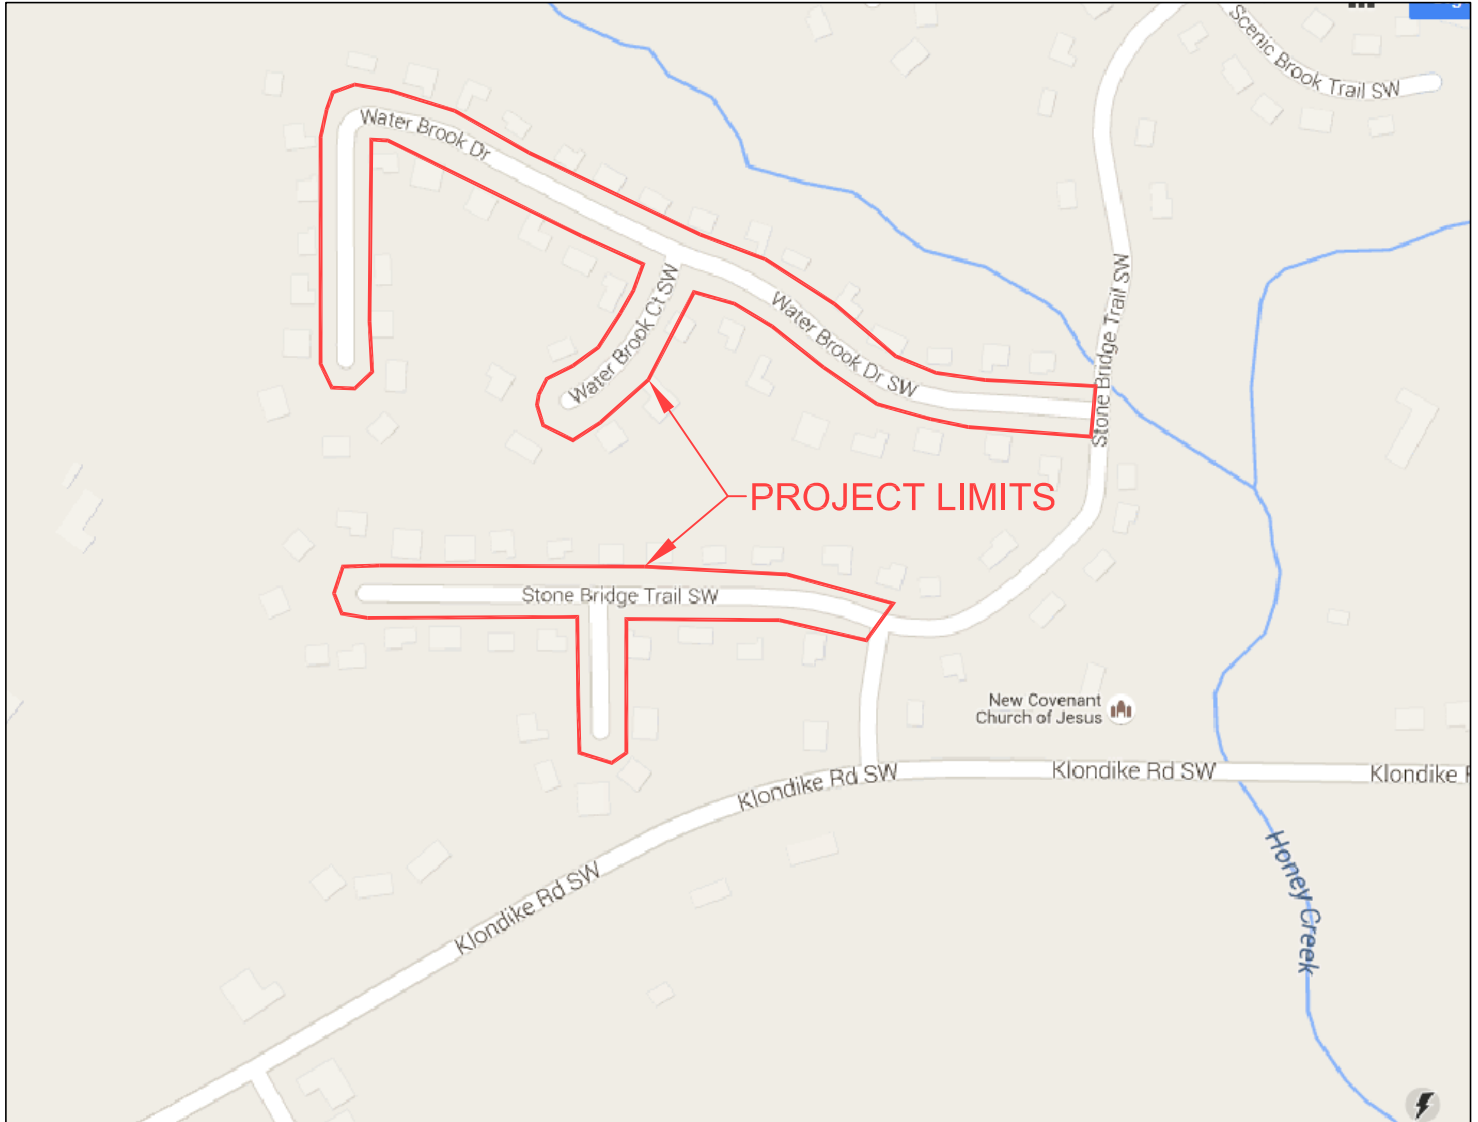 Scenic Brook Trail SW
Water Brook Dr
Stone Bridge Trail SW
Water Brook Ct SW
Water Brook Dr SW
PROJECT LIMITS
Stone Bridge Trail SW
New Covenant
Church of Jesus
Klondike Rd SW
Klondike Rd SW
Klondike
Klondike Rd SW
Honey Creek